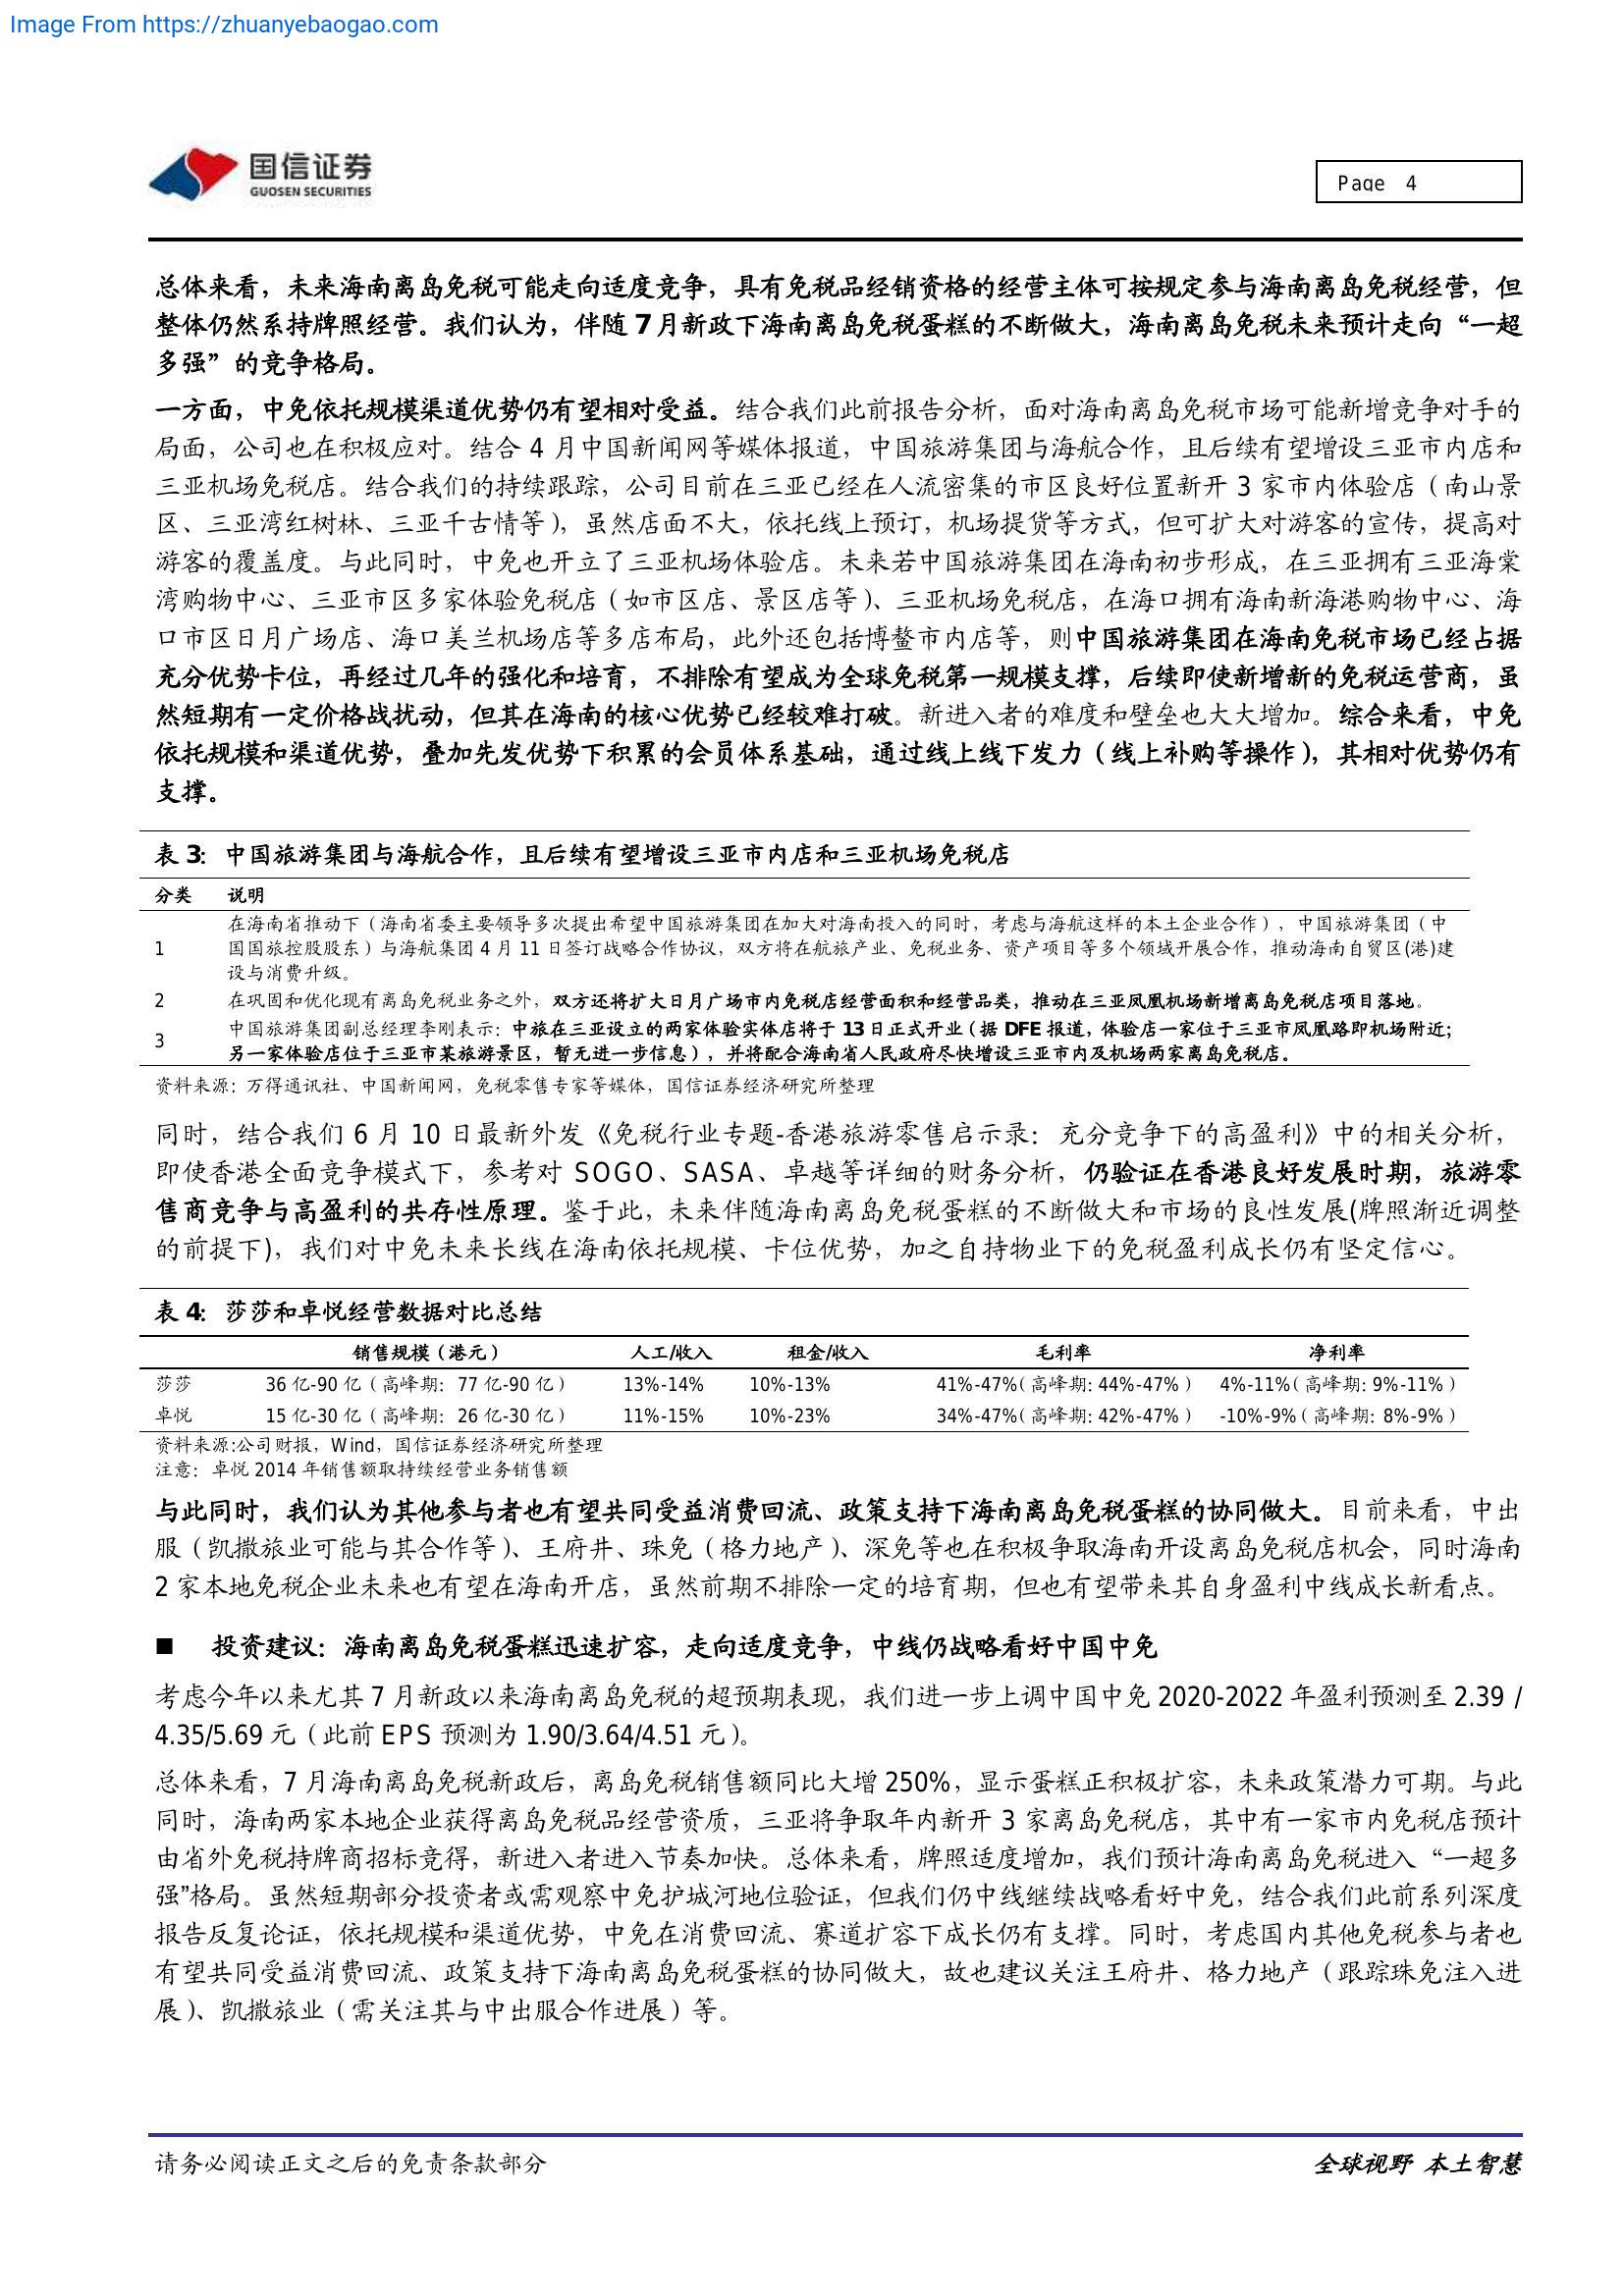 Image From https://zhuanyebaogao.com
国信证券
GUOSEN SECURITIES
Page 4
总体来看，未来海南离岛免税可能走向适度竞争，具有免税品经销资格的经营主体可按规定参与海南离岛免税经营，但
整体仍然系持牌照经营。我们认为，伴随 7 月新政下海南离岛免税蛋糕的不断做大，海南离岛免税未来预计走向“一超
多强”的竞争格局。
一方面，中免依托规模渠道优势仍有望相对受益。结合我们此前报告分析，面对海南离岛免税市场可能新增竞争对手的
局面，公司也在积极应对。结合 4 月中国新闻网等媒体报道，中国旅游集团与海航合作，且后续有望增设三亚市内店和
三亚机场免税店。结合我们的持续跟踪，公司目前在三亚已经在人流密集的市区良好位置新开 3 家市内体验店（南山景
区、三亚湾红树林、三亚千古情等），虽然店面不大，依托线上预订，机场提货等方式，但可扩大对游客的宣传，提高对
游客的覆盖度。与此同时，中免也开立了三亚机场体验店。未来若中国旅游集团在海南初步形成，在三亚拥有三亚海棠
湾购物中心、三亚市区多家体验免税店（如市区店、景区店等）、三亚机场免税店，在海口拥有海南新海港购物中心、海
口市区日月广场店、海口美兰机场店等多店布局，此外还包括博鳌市内店等，则中国旅游集团在海南免税市场已经占据
充分优势卡位，再经过几年的强化和培育，不排除有望成为全球免税第一规模支撑，后续即使新增新的免税运营商，虽
然短期有一定价格战扰动，但其在海南的核心优势已经较难打破。新进入者的难度和壁垒也大大增加。综合来看，中免
依托规模和渠道优势，叠加先发优势下积累的会员体系基础，通过线上线下发力（线上补购等操作），其相对优势仍有
支撑。
表 3：中国旅游集团与海航合作，且后续有望增设三亚市内店和三亚机场免税店
分类 说明
在海南省推动下（海南省委主要领导多次提出希望中国旅游集团在加大对海南投入的同时，考虑与海航这样的本土企业合作），中国旅游集团（中
1 国国旅控股股东）与海航集团 4 月 11 日签订战略合作协议，双方将在航旅产业、免税业务、资产项目等多个领域开展合作，推动海南自贸区(港)建
设与消费升级。
2 在巩固和优化现有离岛免税业务之外，双方还将扩大日月广场市内免税店经营面积和经营品类，推动在三亚凤凰机场新增离岛免税店项目落地。
3 中国旅游集团副总经理李刚表示：中旅在三亚设立的两家体验实体店将于 13 日正式开业（据 DFE 报道，体验店一家位于三亚市凤凰路即机场附近；
另一家体验店位于三亚市某旅游景区，暂无进一步信息），并将配合海南省人民政府尽快增设三亚市内及机场两家离岛免税店。
资料来源：万得通讯社、中国新闻网，免税零售专家等媒体，国信证券经济研究所整理
同时，结合我们 6 月 10 日最新外发《免税行业专题-香港旅游零售启示录：充分竞争下的高盈利》中的相关分析，
即使香港全面竞争模式下，参考对 SOGO、SASA、卓越等详细的财务分析，仍验证在香港良好发展时期，旅游零
售商竞争与高盈利的共存性原理。鉴于此，未来伴随海南离岛免税蛋糕的不断做大和市场的良性发展(牌照渐近调整
的前提下)，我们对中免未来长线在海南依托规模、卡位优势，加之自持物业下的免税盈利成长仍有坚定信心。
表 4：莎莎和卓悦经营数据对比总结
销售规模（港元） 人工/收入 租金/收入 毛利率 净利率
莎莎 36 亿-90 亿（高峰期：77 亿-90 亿） 13%-14% 10%-13% 41%-47%（高峰期：44%-47%） 4%-11%（高峰期：9%-11%）
卓悦 15 亿-30 亿（高峰期：26 亿-30 亿） 11%-15% 10%-23% 34%-47%（高峰期：42%-47%） -10%-9%（高峰期：8%-9%）
资料来源:公司财报，Wind，国信证券经济研究所整理
注意：卓悦 2014 年销售额取持续经营业务销售额
与此同时，我们认为其他参与者也有望共同受益消费回流、政策支持下海南离岛免税蛋糕的协同做大。目前来看，中出
服（凯撒旅业可能与其合作等）、王府井、珠免（格力地产）、深免等也在积极争取海南开设离岛免税店机会，同时海南
2 家本地免税企业未来也有望在海南开店，虽然前期不排除一定的培育期，但也有望带来其自身盈利中线成长新看点。
■ 投资建议：海南离岛免税蛋糕迅速扩容，走向适度竞争，中线仍战略看好中国中免
考虑今年以来尤其 7 月新政以来海南离岛免税的超预期表现，我们进一步上调中国中免 2020-2022 年盈利预测至 2.39 /
4.35/5.69 元（此前 EPS 预测为 1.90/3.64/4.51 元）。
总体来看，7 月海南离岛免税新政后，离岛免税销售额同比大增 250%，显示蛋糕正积极扩容，未来政策潜力可期。与此
同时，海南两家本地企业获得离岛免税品经营资质，三亚将争取年内新开 3 家离岛免税店，其中有一家市内免税店预计
由省外免税持牌商招标竞得，新进入者进入节奏加快。总体来看，牌照适度增加，我们预计海南离岛免税进入“一超多
强”格局。虽然短期部分投资者或需观察中免护城河地位验证，但我们仍中线继续战略看好中免，结合我们此前系列深度
报告反复论证，依托规模和渠道优势，中免在消费回流、赛道扩容下成长仍有支撑。同时，考虑国内其他免税参与者也
有望共同受益消费回流、政策支持下海南离岛免税蛋糕的协同做大，故也建议关注王府井、格力地产（跟踪珠免注入进
展）、凯撒旅业（需关注其与中出服合作进展）等。
请务必阅读正文之后的免责条款部分
全球视野 本土智慧